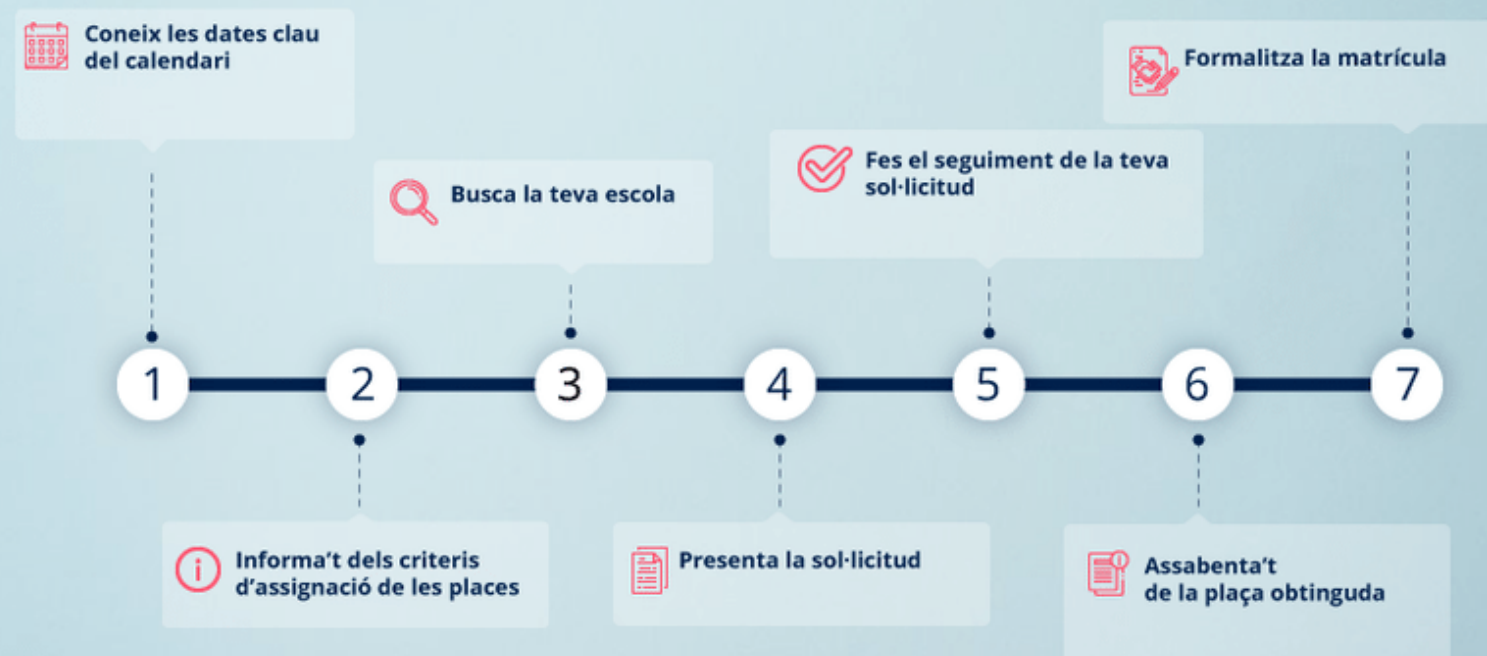 Coneix les dates clau
del calendari
Formalitza la matrícula
Fes el seguiment de la teva
sol·licitud
Busca la teva escola
1
2
3
4
5
6
7
Informa’t dels criteris
d’assignació de les places
Presenta la sol·licitud
Assabenta’t
de la plaça obtinguda